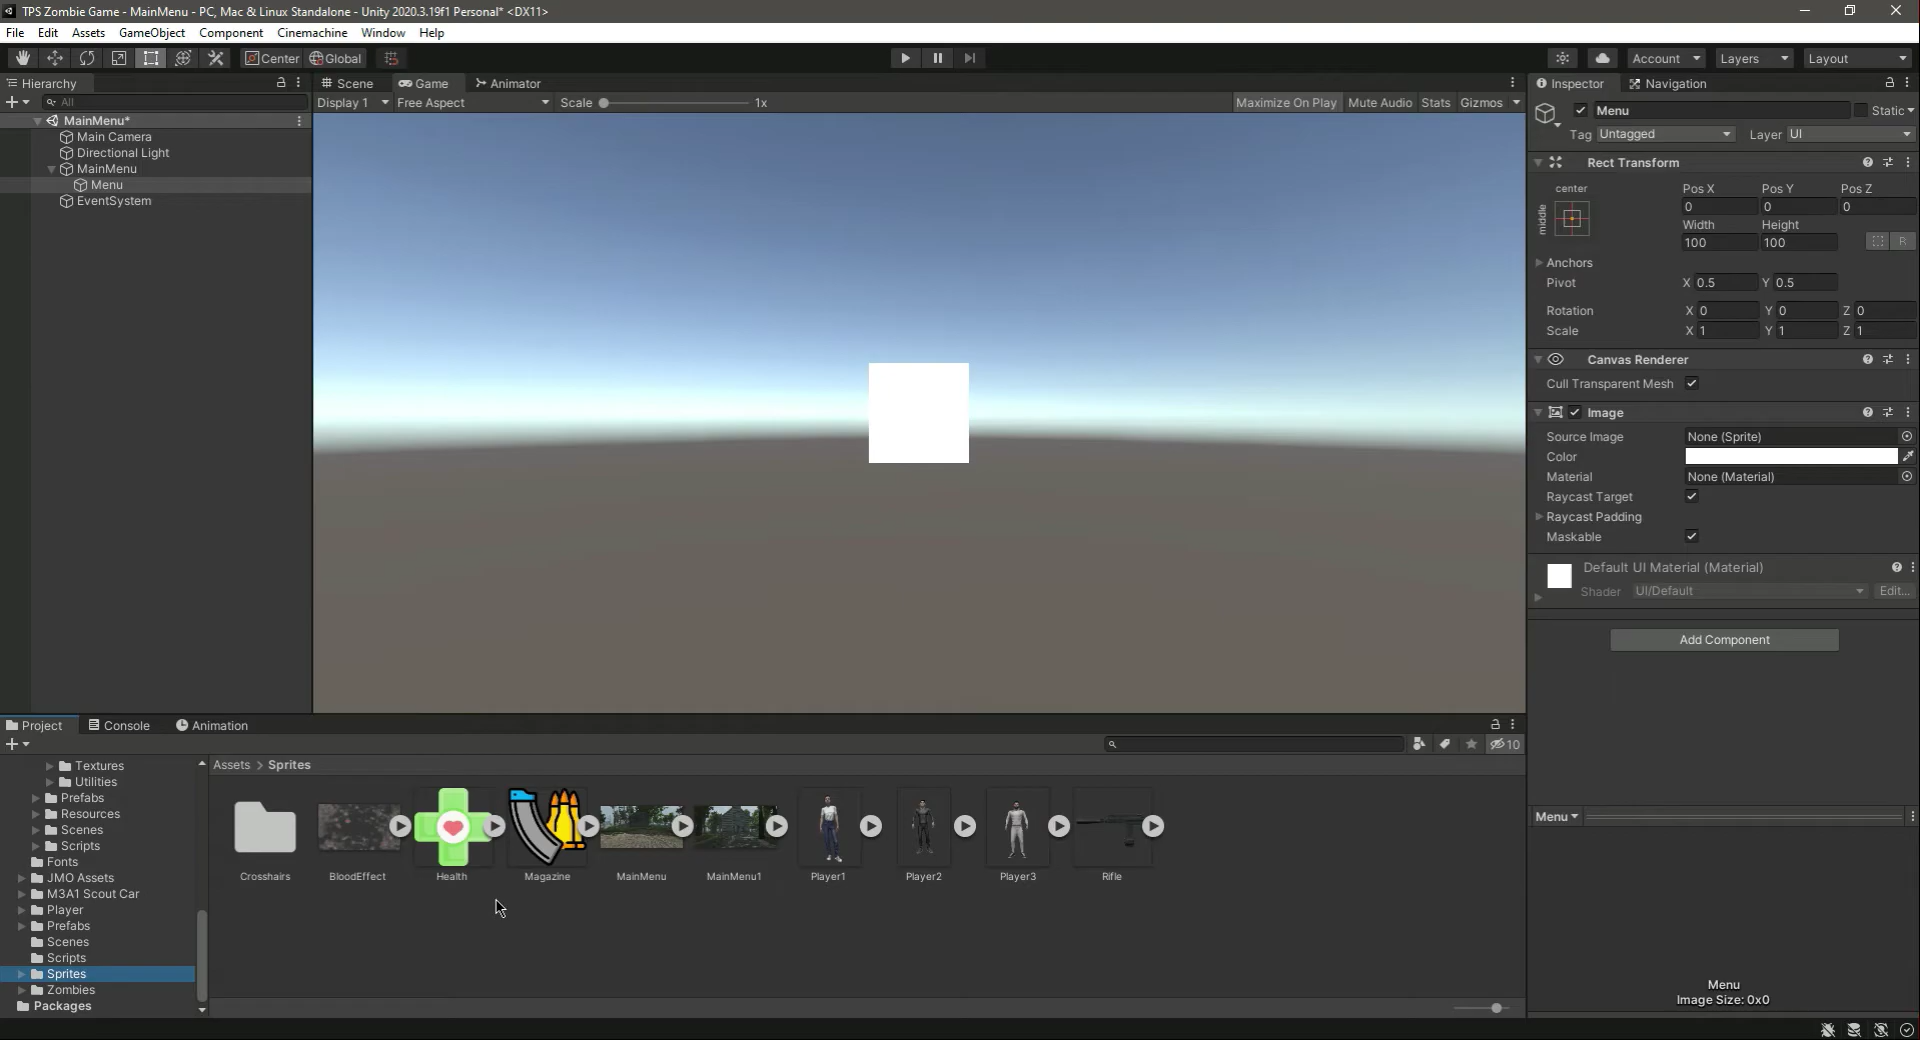 TPS Zombie Game - MainMenu - PC, Mac & Linux Standalone - Unity 2020.3.19f1 Personal* <DX11>
File Edit Assets GameObject Component Cinemachine Window Help
Center Global Account Layers Layout
Hierarchy
All
MainMenu*
Main Camera
Directional Light
MainMenu
Menu
EventSystem
Scene Game Animator
Display 1 Free Aspect Scale 1x Maximize On Play Mute Audio Stats Gizmos
Inspector Navigation
Menu Static
Tag Untagged Layer UI
Rect Transform
center
middle
Pos X Pos Y Pos Z
0 0 0
Width Height
100 100
R
Anchors
Pivot X 0.5 Y 0.5
Rotation X 0 Y 0 Z 0
Scale X 1 Y 1 Z 1
Canvas Renderer
Cull Transparent Mesh
Image
Source Image None (Sprite)
Color
Material None (Material)
Raycast Target
Raycast Padding
Maskable
Default UI Material (Material)
Shader UI/Default Edit...
Add Component
Menu
Menu
Image Size: 0x0
Project Console Animation
10
Textures
Utilities
Prefabs
Resources
Scenes
Scripts
Fonts
JMO Assets
M3A1 Scout Car
Player
Prefabs
Scenes
Scripts
Sprites
Zombies
Packages
Assets > Sprites
Crosshairs BloodEffect Health Magazine MainMenu MainMenu1 Player1 Player2 Player3 Rifle